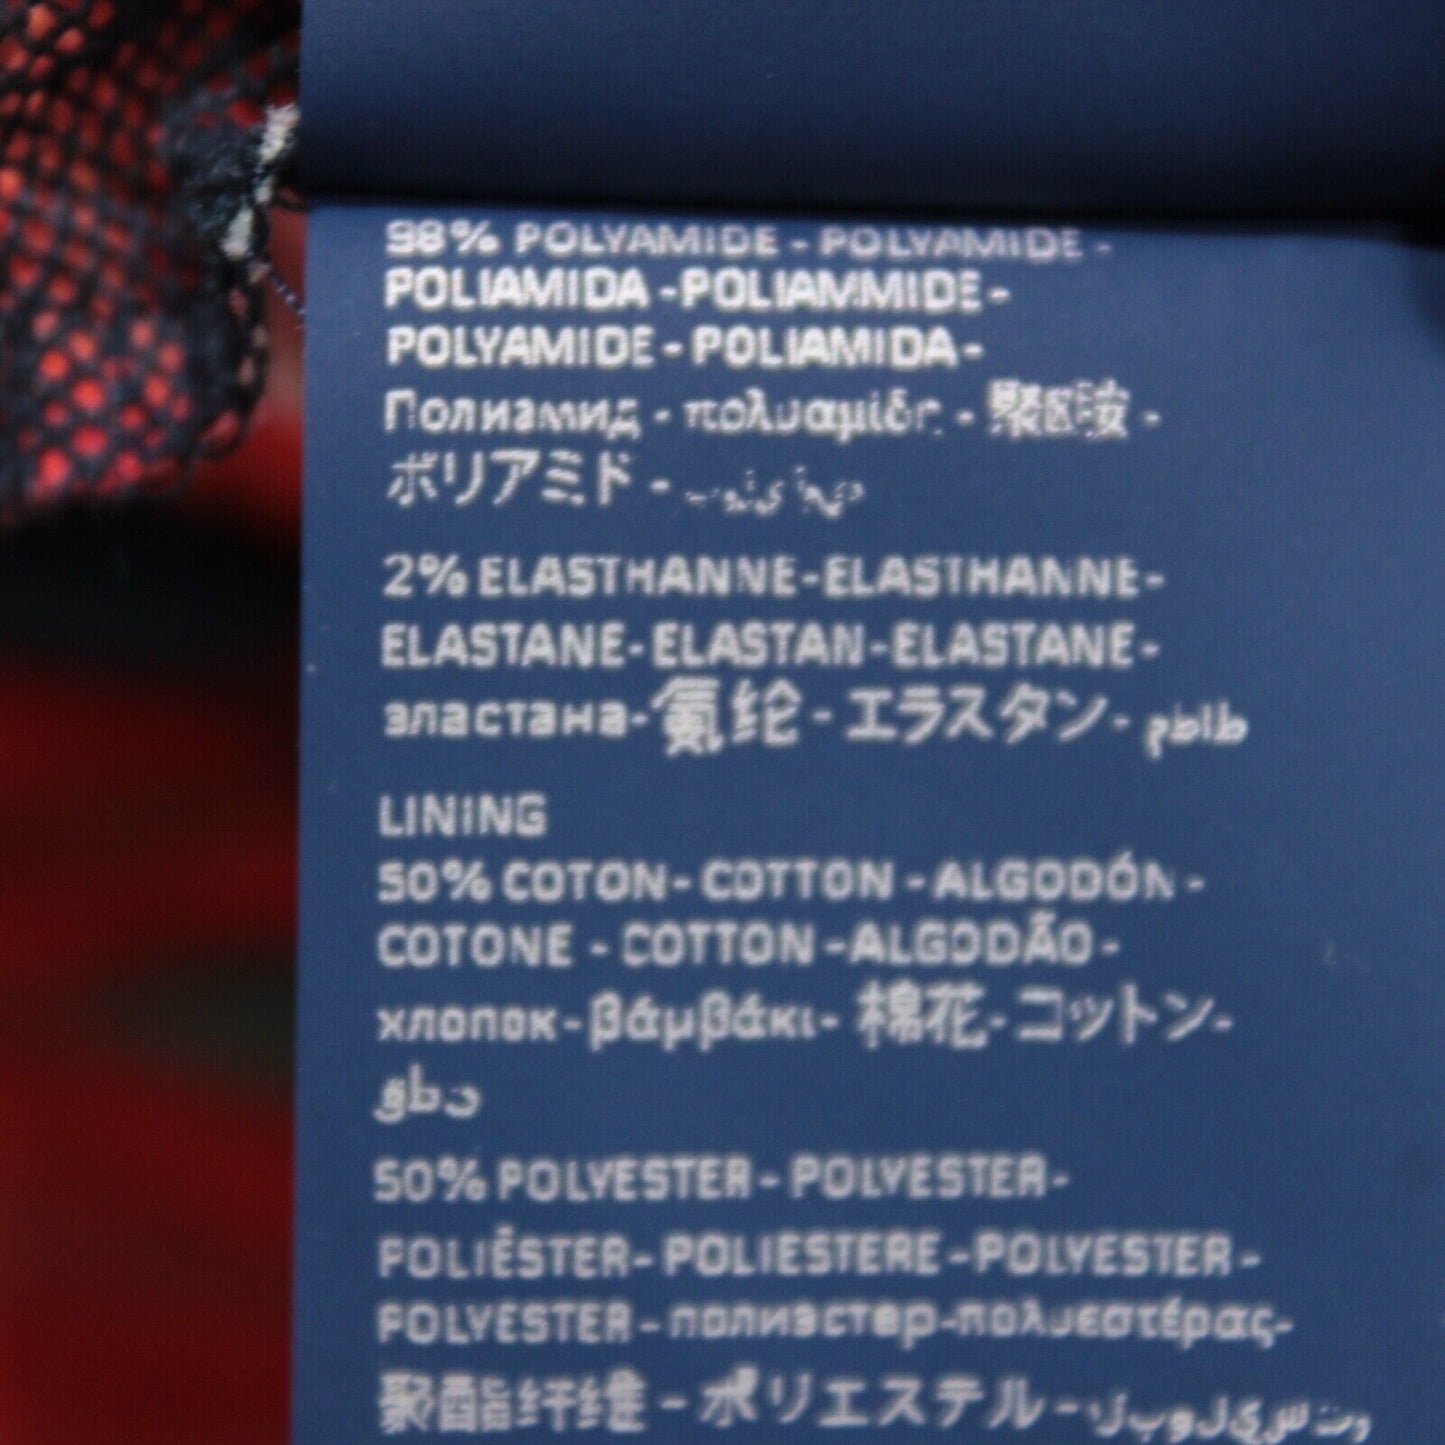 98% POLYAMIDE - POLYAMIDE -
POLIAMIDA - POLIAMMIDE -
POLYAMIDE - POLIAMIDA -
Полиамид - πολυαμίδη - 聚酰胺 -
ポリアミド -
2% ELASTHANNE - ELASTHANNE -
ELASTANE - ELASTAN - ELASTANE -
эластана - 氨纶 - エラスタン -
LINING
50% COTON - COTTON - ALGODÓN -
COTONE - COTTON - ALGODÃO -
хлопок - βάμβάκι - 棉花 - コットン -
50% POLYESTER - POLYESTER -
POLIÉSTER - POLIESTERE - POLYESTER -
POLYESTER - полиэстер - πολυεστέρας -
聚酯纤维 - ポリエステル -